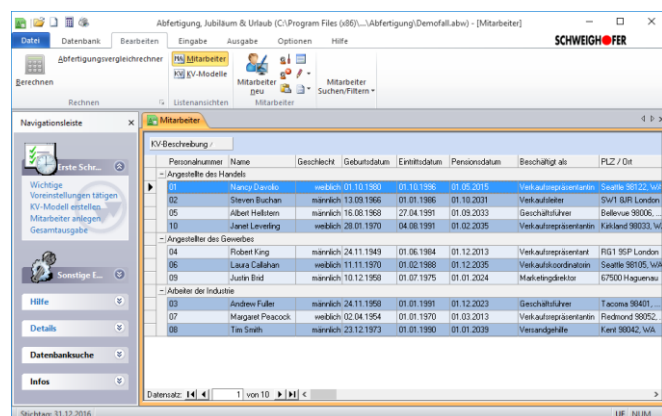 Abfertigung, Jubiläum & Urlaub (C:\Program Files (x86)\...\Abfertigung\Demofall.abw) - [Mitarbeiter]
Datei Datenbank Bearbeiten Eingabe Ausgabe Optionen Hilfe SCHWEIGHOFER
Berechnen Abfertigungsvergleichrechner
MA Mitarbeiter
KV KV-Modelle
Mitarbeiter neu
Mitarbeiter Suchen/Filtern
Rechnen Listenansichten Mitarbeiter
Navigationsleiste
Erste Schr...
Wichtige
Voreinstellungen tätigen
KV-Modell erstellen
Mitarbeiter anlegen
Gesamtausgabe
Sonstige E...
Hilfe
Details
Datenbanksuche
Infos
Mitarbeiter
KV-Beschreibung
Personalnummer Name Geschlecht Geburtsdatum Eintrittsdatum Pensionsdatum Beschäftigt als PLZ / Ort
Angestellte des Handels
01 Nancy Davolio weiblich 01.10.1980 01.10.1996 01.05.2015 Verkaufsrepräsentantin Seattle 98122, WA
02 Steven Buchan männlich 13.09.1966 01.01.1986 01.10.2031 Verkaufsleiter SW1 8JR London
05 Albert Hellstern männlich 16.08.1968 27.04.1991 01.09.2033 Geschäftsführer Bellevue 98006, ...
10 Janet Leverling weiblich 28.01.1970 04.08.1991 01.02.2035 Verkaufsrepräsentantin Kirkland 98033, WA
Angestellter des Gewerbes
04 Robert King männlich 24.11.1949 01.06.1984 01.12.2013 Verkaufsrepräsentant RG1 9SP London
06 Laura Callahan weiblich 11.11.1970 01.02.1988 01.12.2035 Verkaufskoordinatorin Seattle 98105, WA
09 Justin Brid männlich 10.12.1958 01.07.1975 01.01.2024 Marketingdirektor 67500 Haguenau
Arbeiter der Industrie
03 Andrew Fuller männlich 24.11.1958 01.01.1991 01.12.2023 Geschäftsführer Tacoma 98401, ...
07 Margaret Peacock weiblich 02.04.1954 01.01.1970 01.03.2013 Verkaufsrepräsentantin Redmond 98052, ...
08 Tim Smith männlich 23.12.1973 01.01.1990 01.01.2039 Versandgehilfe Kent 98042, WA
Datensatz: 1 von 10
Stichtag: 31.12.2016 UF NUM